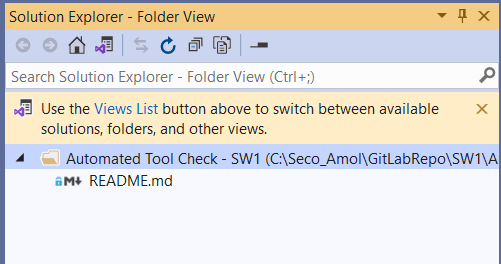 Solution Explorer - Folder View
Search Solution Explorer - Folder View (Ctrl+;)
Use the Views List button above to switch between available
solutions, folders, and other views.
Automated Tool Check - SW1 (C:\Seco_Amol\GitLabRepo\SW1\A
README.md